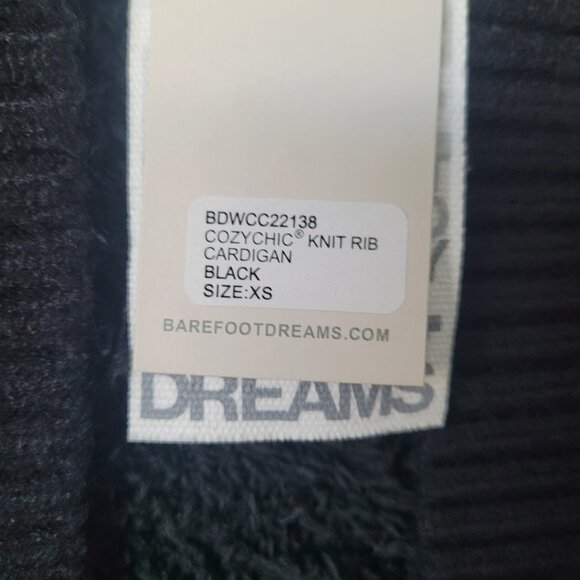 BDWCC22138
COZYCHIC® KNIT RIB
CARDIGAN
BLACK
SIZE:XS
BAREFOOTDREAMS.COM
DREAMS